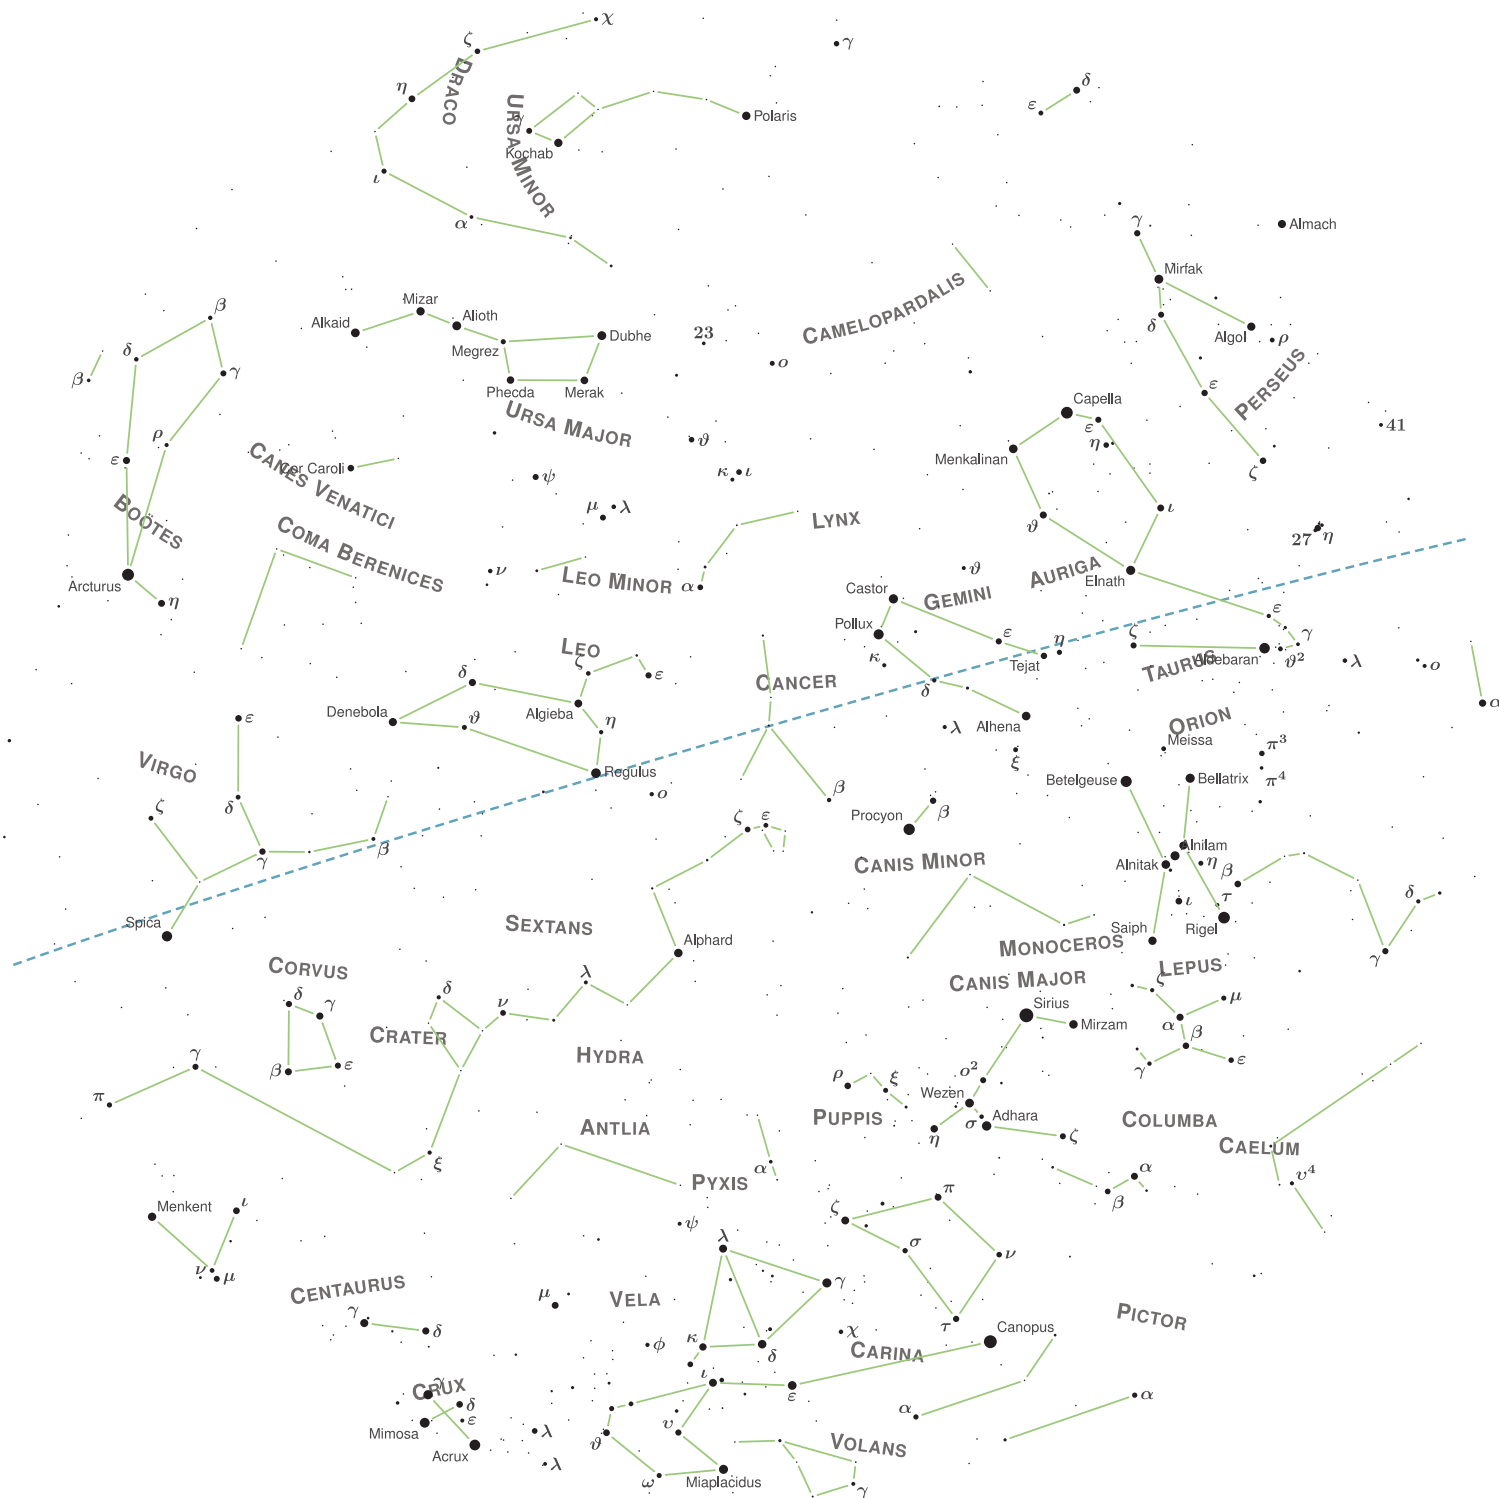 χ
ζ
γ
DRACO
η
δ
ε
URSA MINOR
γ
Polaris
Kochab
ι
α
γ
Almach
Mirfak
CAMELOPARDALIS
β
Mizar
Alkaid
Alioth
Dubhe
23
δ
Algol
ρ
Megrez
δ
β
γ
ο
PERSEUS
Phecda
Merak
ε
Capella
URSA MAJOR
ε
41
ρ
ϑ
η
ε
CANES VENATICI
Cor Caroli
Menkalinan
ζ
ψ
κ
ι
BOÖTES
μ
λ
LYNX
ϑ
ι
COMA BERENICES
27
η
Arcturus
ν
LEO MINOR
α
ϑ
AURIGA
Elnath
η
Castor
GEMINI
ε
Pollux
ε
η
ζ
γ
LEO
ζ
κ
Tejat
TAURUS
Aldebaran
ϑ2
λ
ο
δ
ε
CANCER
δ
α
Denebola
ϑ
Algieba
η
λ
Alhena
ORION
ε
Meissa
π3
VIRGO
Regulus
ξ
π4
Betelgeuse
Bellatrix
ζ
δ
ο
β
Procyon
β
ζ
ε
γ
β
CANIS MINOR
Alnilam
Alnitak
η
β
δ
ι
τ
Spica
SEXTANS
Alphard
MONOCEROS
Saiph
Rigel
γ
CORVUS
λ
CANIS MAJOR
LEPUS
ζ
δ
γ
δ
ν
Sirius
Mirzam
μ
α
CRATER
HYDRA
β
γ
β
ε
γ
ε
π
ρ
ξ
ο2
Wezen
PUPPIS
Adhara
σ
COLUMBA
ANTLIA
η
ζ
CAELUM
ξ
α
PYXIS
α
υ4
Menkent
ι
π
β
ζ
ψ
λ
σ
ν
ν
μ
CENTAURUS
μ
VELA
γ
γ
δ
PICTOR
τ
Canopus
φ
κ
δ
χ
CARINA
CRUX
γ
ι
ε
α
δ
α
ε
Mimosa
λ
ϑ
υ
VOLANS
Acrux
λ
ω
Miaplacidus
γ